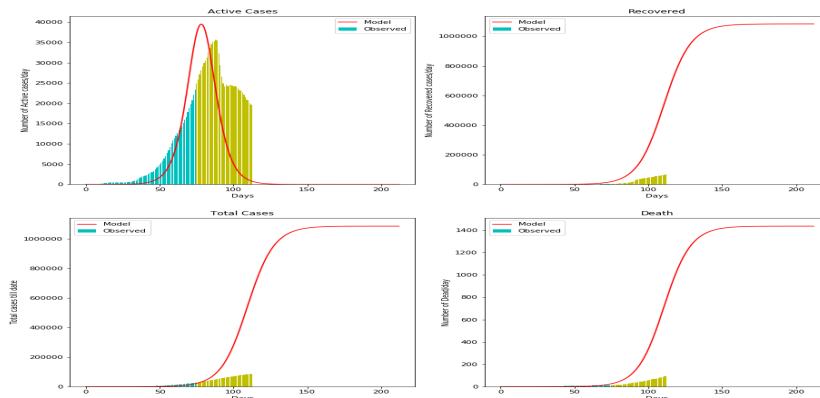 Active Cases
Number of Active cases/day
40000
35000
30000
25000
20000
15000
10000
5000
0
Model
Observed
0 50 100 150 200
Days
Recovered
Number of Recovered cases/day
1000000
800000
600000
400000
200000
0
Model
Observed
0 50 100 150 200
Days
Total Cases
Total cases till date
1000000
800000
600000
400000
200000
0
Model
Observed
0 50 100 150 200
Days
Death
Number of Dead/day
1400
1200
1000
800
600
400
200
0
Model
Observed
0 50 100 150 200
Days